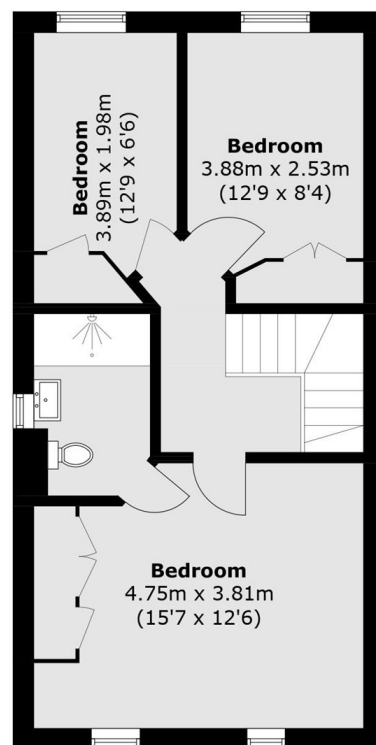 Bedroom
3.89m x 1.98m
(12'9 x 6'6)
Bedroom
3.88m x 2.53m
(12'9 x 8'4)
Bedroom
4.75m x 3.81m
(15'7 x 12'6)